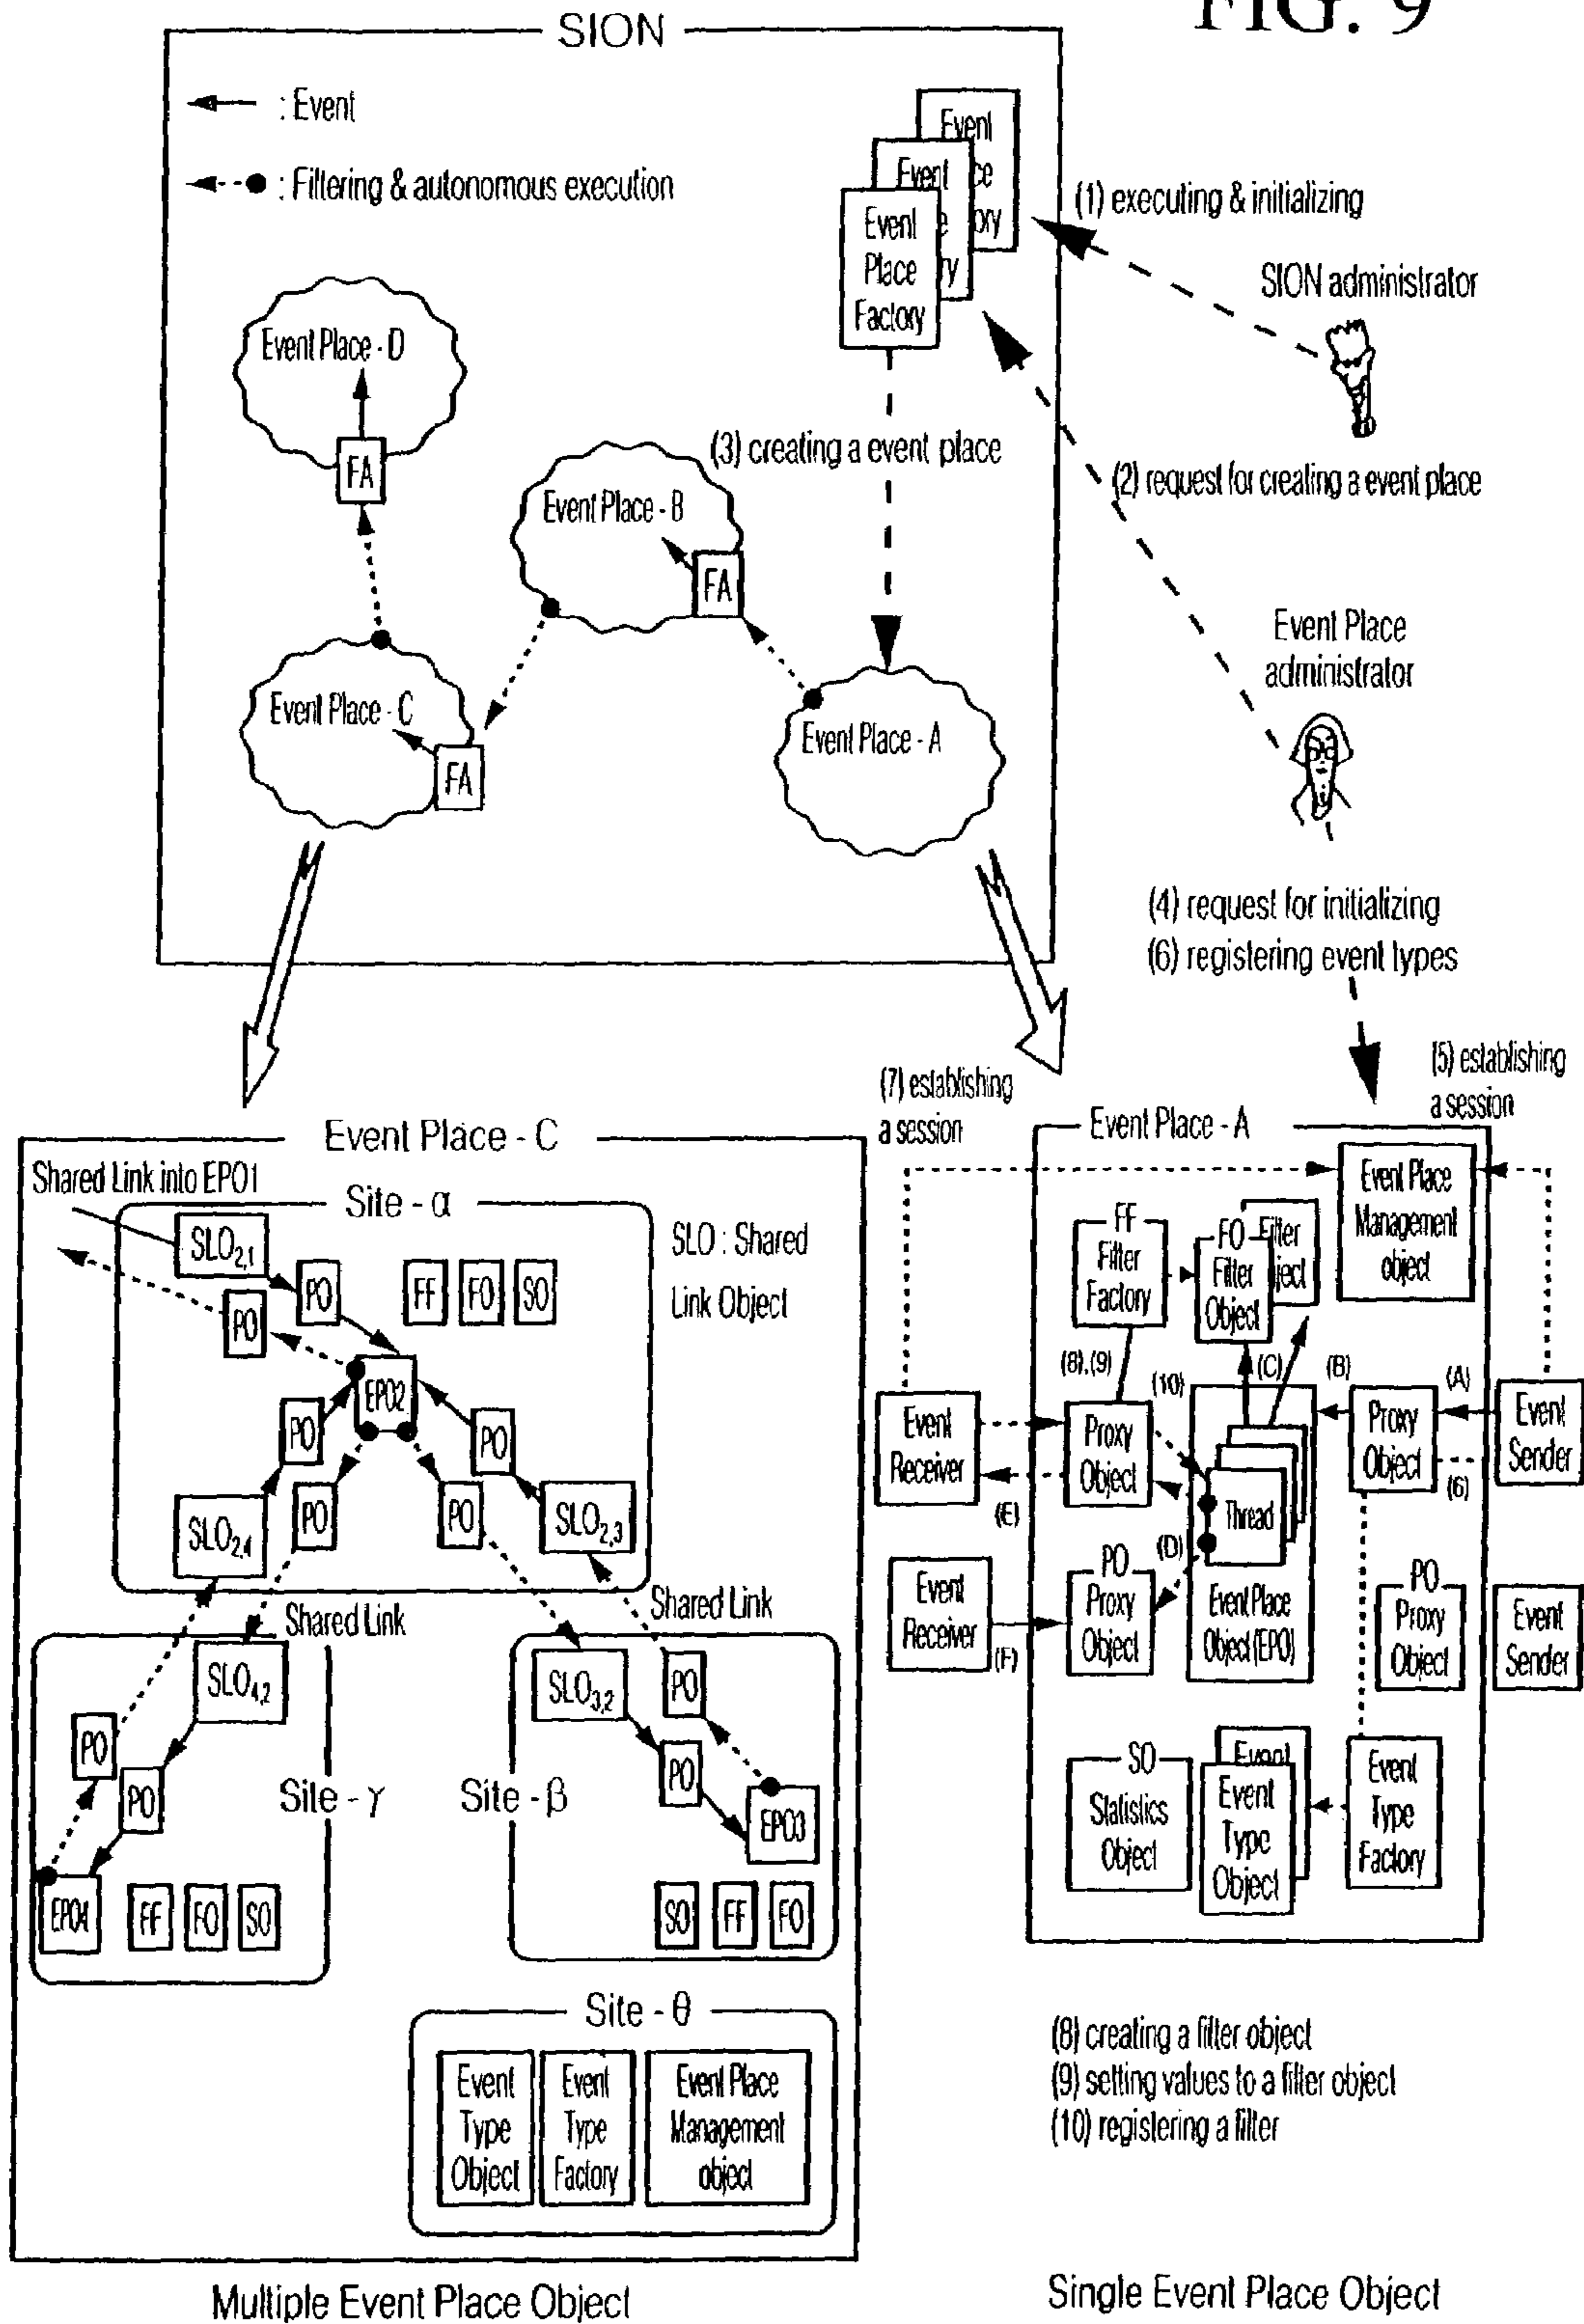 FIG. 9
SION
: Event
: Filtering & autonomous execution
Event
Event
Event
Place
Factory
ce
ory
e
ry
(1) executing & initializing
SION administrator
(2) request for creating a event place
(3) creating a event place
Event Place - D
FA
Event Place - B
FA
Event Place - C
FA
Event Place - A
Event Place
administrator
(4) request for initializing
(6) registering event types
(5) establishing
a session
(7) establishing
a session
Event Place - C
Shared Link into EPO1
Site - α
SLO : Shared
Link Object
SLO2,1
PO
FF
FO
SO
PO
EPO2
PO
PO
PO
PO
SLO2,4
SLO2,3
Shared Link
Shared Link
SLO4,2
PO
PO
Site - γ
EPO4
FF
FO
SO
Site - β
SLO3,2
PO
PO
EPO3
SO
FF
FO
Site - θ
Event
Type
Object
Event
Type
Factory
Event Place
Management
object
Multiple Event Place Object
Event Place - A
Event Place
Management
object
FF
Filter
Factory
FO
Filter
Object
Filter
ject
(8),(9)
(10)
(C)
(B)
(A)
Event
Receiver
Proxy
Object
Proxy
Object
Event
Sender
(6)
(E)
Thread
(D)
Event Place
Object (EPO)
Event
Receiver
(F)
PO
Proxy
Object
PO
Proxy
Object
Event
Sender
SO
Statistics
Object
Event
Event
Type
Object
Event
Type
Factory
(8) creating a filter object
(9) setting values to a filter object
(10) registering a filter
Single Event Place Object